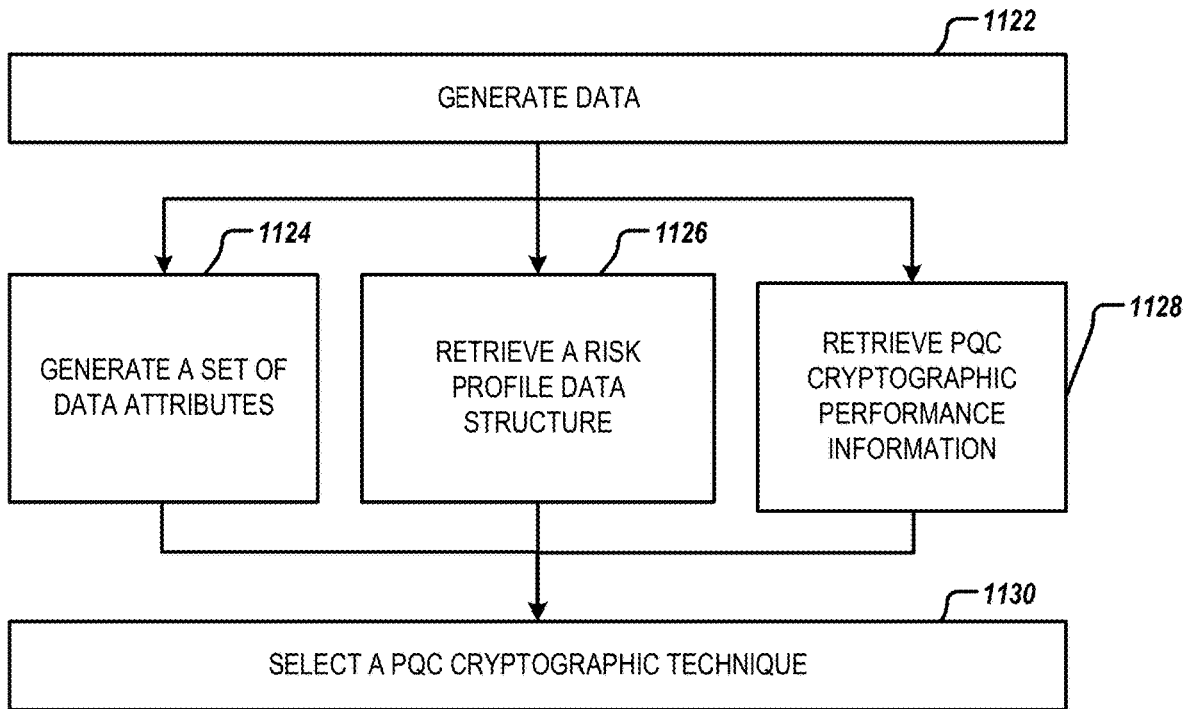 1122
GENERATE DATA
1124
1126
1128
GENERATE A SET OF
DATA ATTRIBUTES
RETRIEVE A RISK
PROFILE DATA
STRUCTURE
RETRIEVE PQC
CRYPTOGRAPHIC
PERFORMANCE
INFORMATION
1130
SELECT A PQC CRYPTOGRAPHIC TECHNIQUE